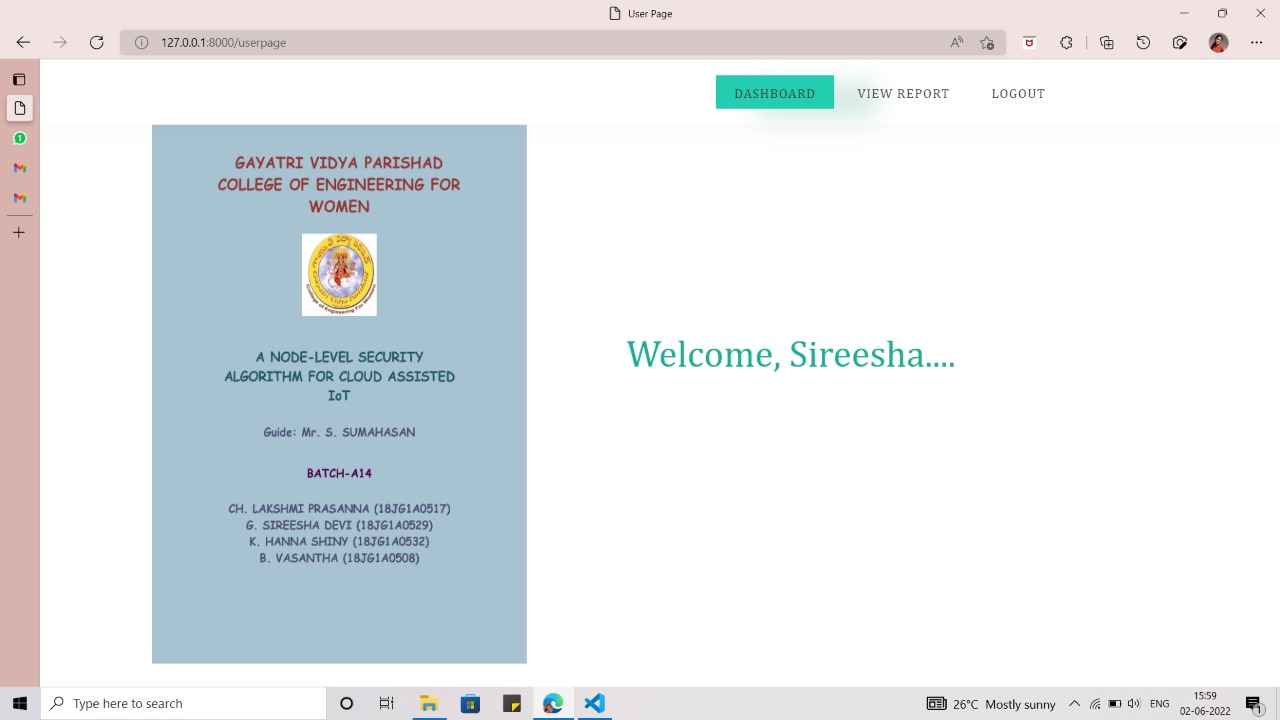 User Page
127.0.0.1:8000/userpage
DASHBOARD
VIEW REPORT
LOGOUT
GAYATRI VIDYA PARISHAD
COLLEGE OF ENGINEERING FOR
WOMEN
A NODE-LEVEL SECURITY
ALGORITHM FOR CLOUD ASSISTED
IoT
Guide: Mr. S. SUMAHASAN
BATCH-A14
CH. LAKSHMI PRASANNA (18JG1A0517)
G. SIREESHA DEVI (18JG1A0529)
K. HANNA SHINY (18JG1A0532)
B. VASANTHA (18JG1A0508)
Welcome, Sireesha....
Type here to search
26°C Mostly sunny
ENG
15:59
02-06-2022
1